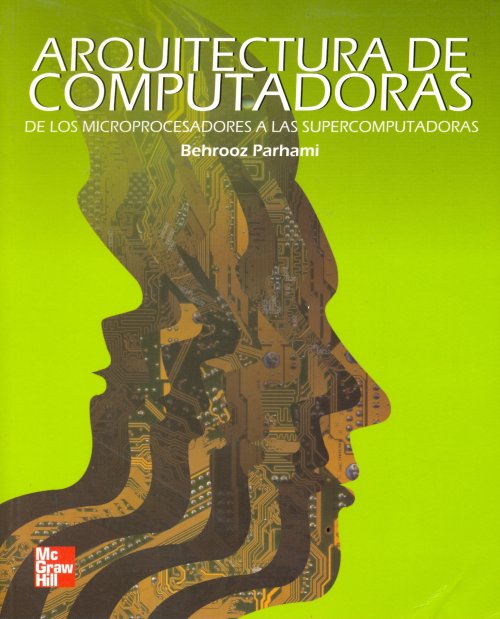 ARQUITECTURA DE
COMPUTADORAS
DE LOS MICROPROCESADORES A LAS SUPERCOMPUTADORAS
Behrooz Parhami
Mc
Graw
Hill